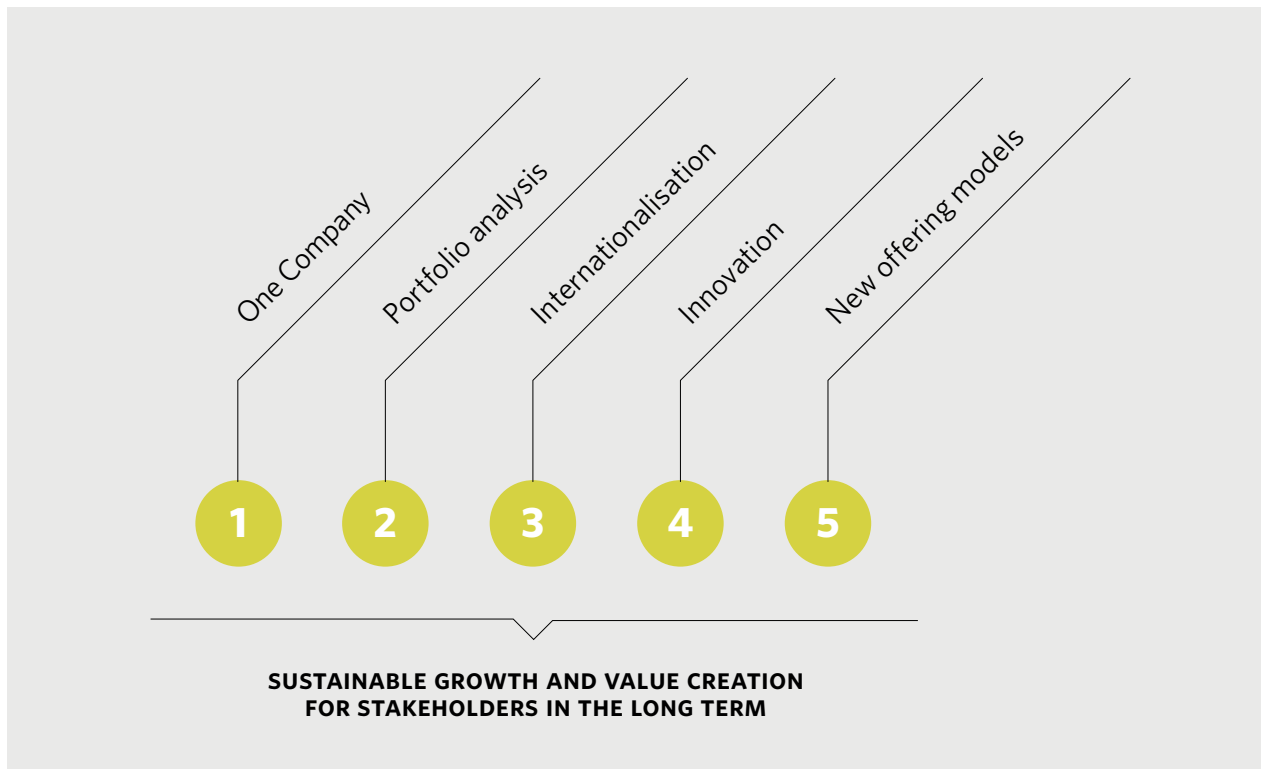 One Company
Portfolio analysis
Internationalisation
Innovation
New offering models
1
2
3
4
5
SUSTAINABLE GROWTH AND VALUE CREATION
FOR STAKEHOLDERS IN THE LONG TERM